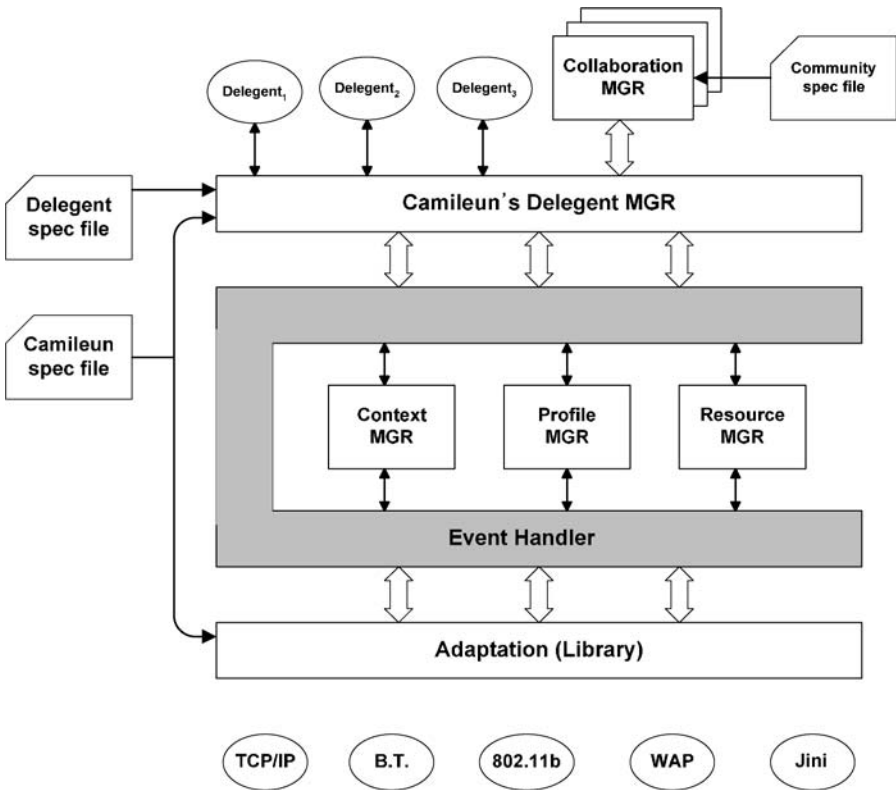 Delegent₁
Delegent₂
Delegent₃
Collaboration
MGR
Community
spec file
Delegent
spec file
Camileun´s Delegent MGR
Camileun
spec file
Context
MGR
Profile
MGR
Resource
MGR
Event Handler
Adaptation (Library)
TCP/IP
B.T.
802.11b
WAP
Jini